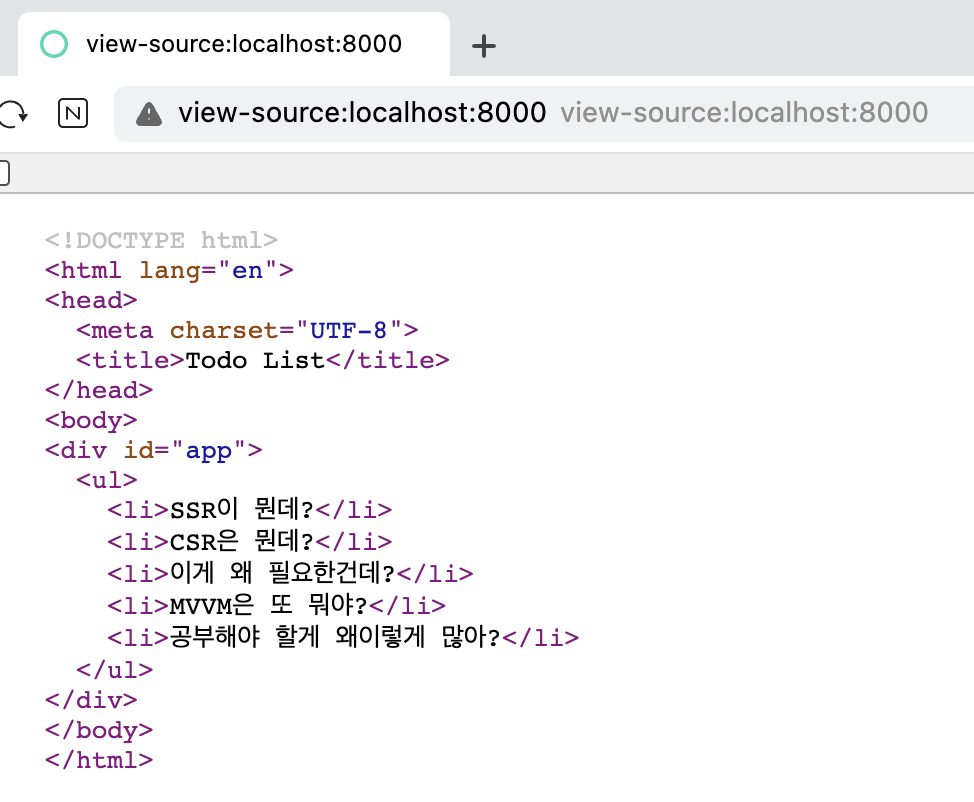 view-source:localhost:8000
N view-source:localhost:8000 view-source:localhost:8000
<!DOCTYPE html>
<html lang="en">
<head>
  <meta charset="UTF-8">
  <title>Todo List</title>
</head>
<body>
<div id="app">
  <ul>
    <li>SSR이 뭔데?</li>
    <li>CSR은 뭔데?</li>
    <li>이게 왜 필요한건데?</li>
    <li>MVVM은 또 뭐야?</li>
    <li>공부해야 할게 왜이렇게 많아?</li>
  </ul>
</div>
</body>
</html>